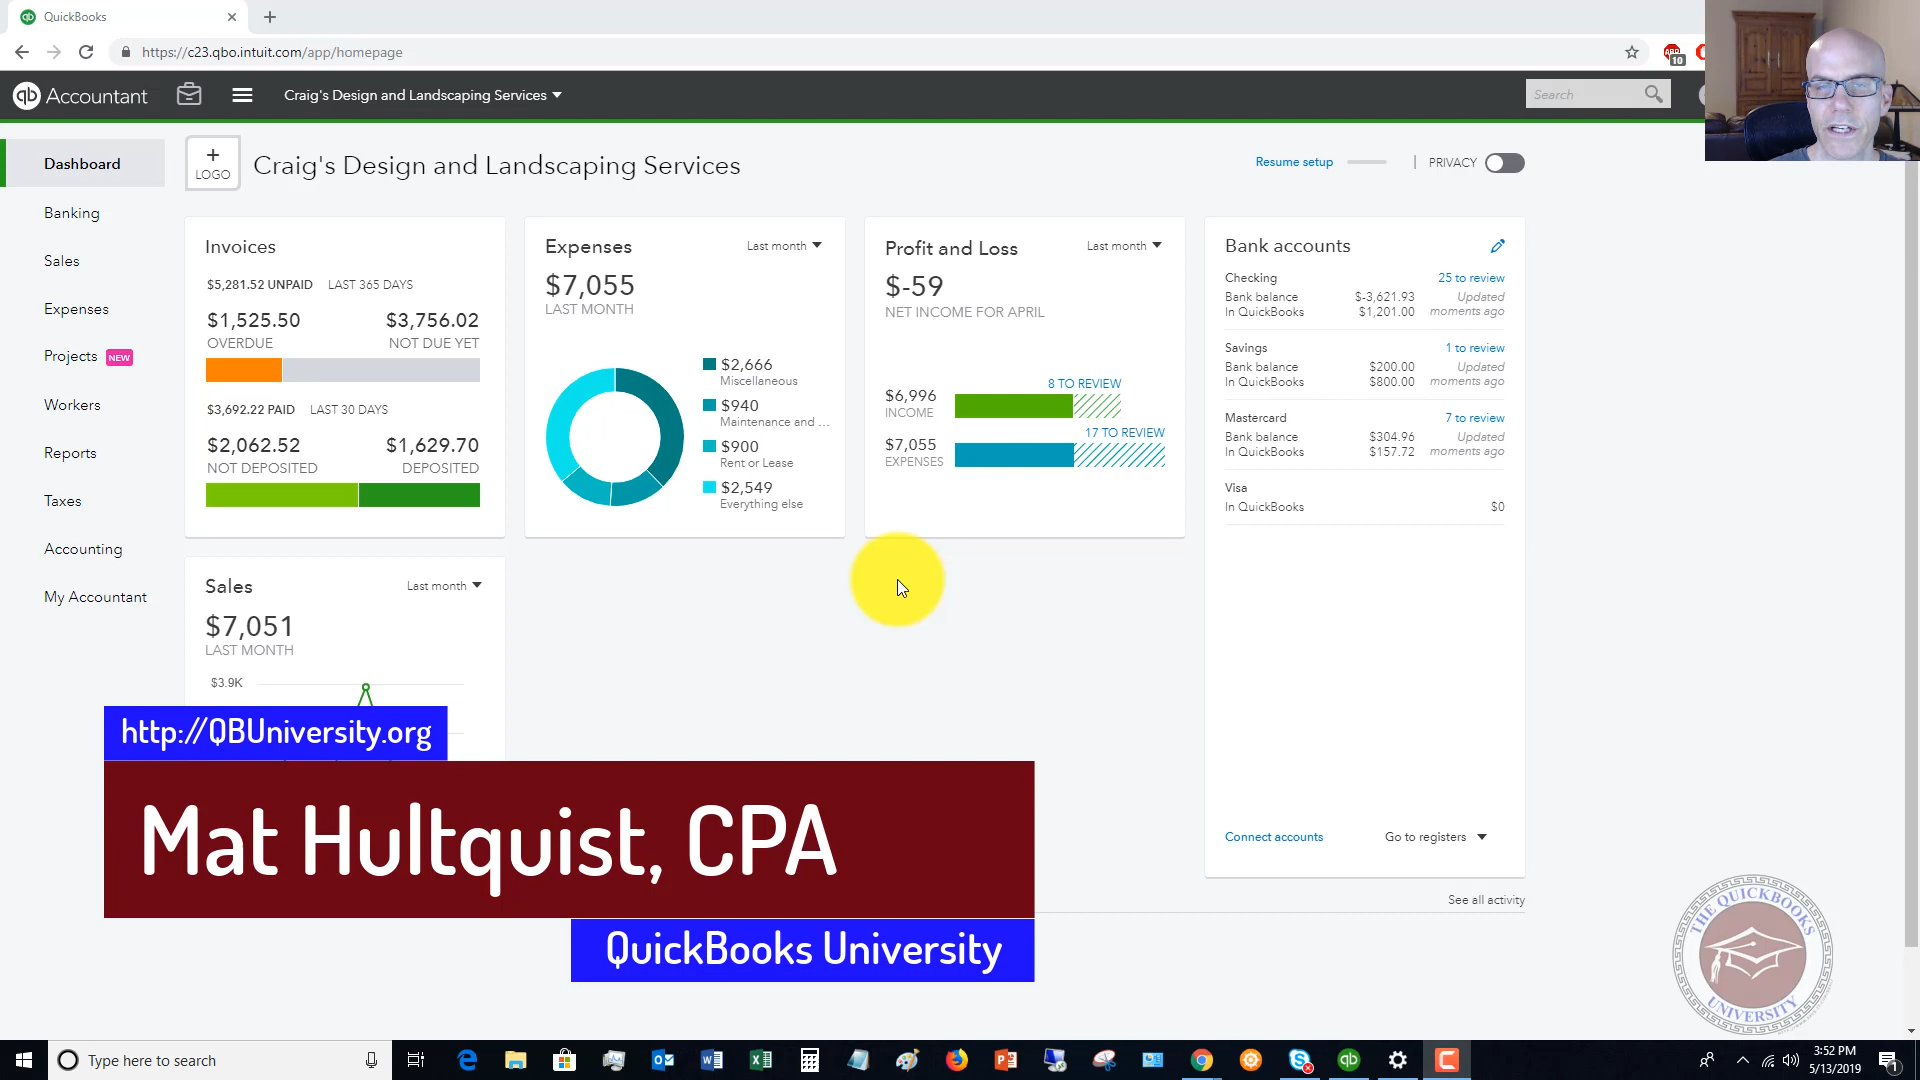 QuickBooks
https://c23.qbo.intuit.com/app/homepage
ABP
10
qb Accountant
Craig's Design and Landscaping Services
Search
Dashboard
Banking
Sales
Expenses
Projects NEW
Workers
Reports
Taxes
Accounting
My Accountant
+
LOGO
Craig's Design and Landscaping Services
Resume setup
PRIVACY
Invoices
$5,281.52 UNPAID LAST 365 DAYS
$1,525.50 $3,756.02
OVERDUE NOT DUE YET
$3,692.22 PAID LAST 30 DAYS
$2,062.52 $1,629.70
NOT DEPOSITED DEPOSITED
Expenses Last month
$7,055
LAST MONTH
$2,666
Miscellaneous
$940
Maintenance and ...
$900
Rent or Lease
$2,549
Everything else
Profit and Loss Last month
$-59
NET INCOME FOR APRIL
8 TO REVIEW
$6,996
INCOME
17 TO REVIEW
$7,055
EXPENSES
Bank accounts
Checking 25 to review
Bank balance $-3,621.93 Updated
In QuickBooks $1,201.00 moments ago
Savings 1 to review
Bank balance $200.00 Updated
In QuickBooks $800.00 moments ago
Mastercard 7 to review
Bank balance $304.96 Updated
In QuickBooks $157.72 moments ago
Visa
In QuickBooks $0
Connect accounts Go to registers
See all activity
Sales Last month
$7,051
LAST MONTH
$3.9K
http://QBUniversity.org
Mat Hultquist, CPA
QuickBooks University
THE QUICKBOOKS
UNIVERSITY
Type here to search
3:52 PM
5/13/2019
1